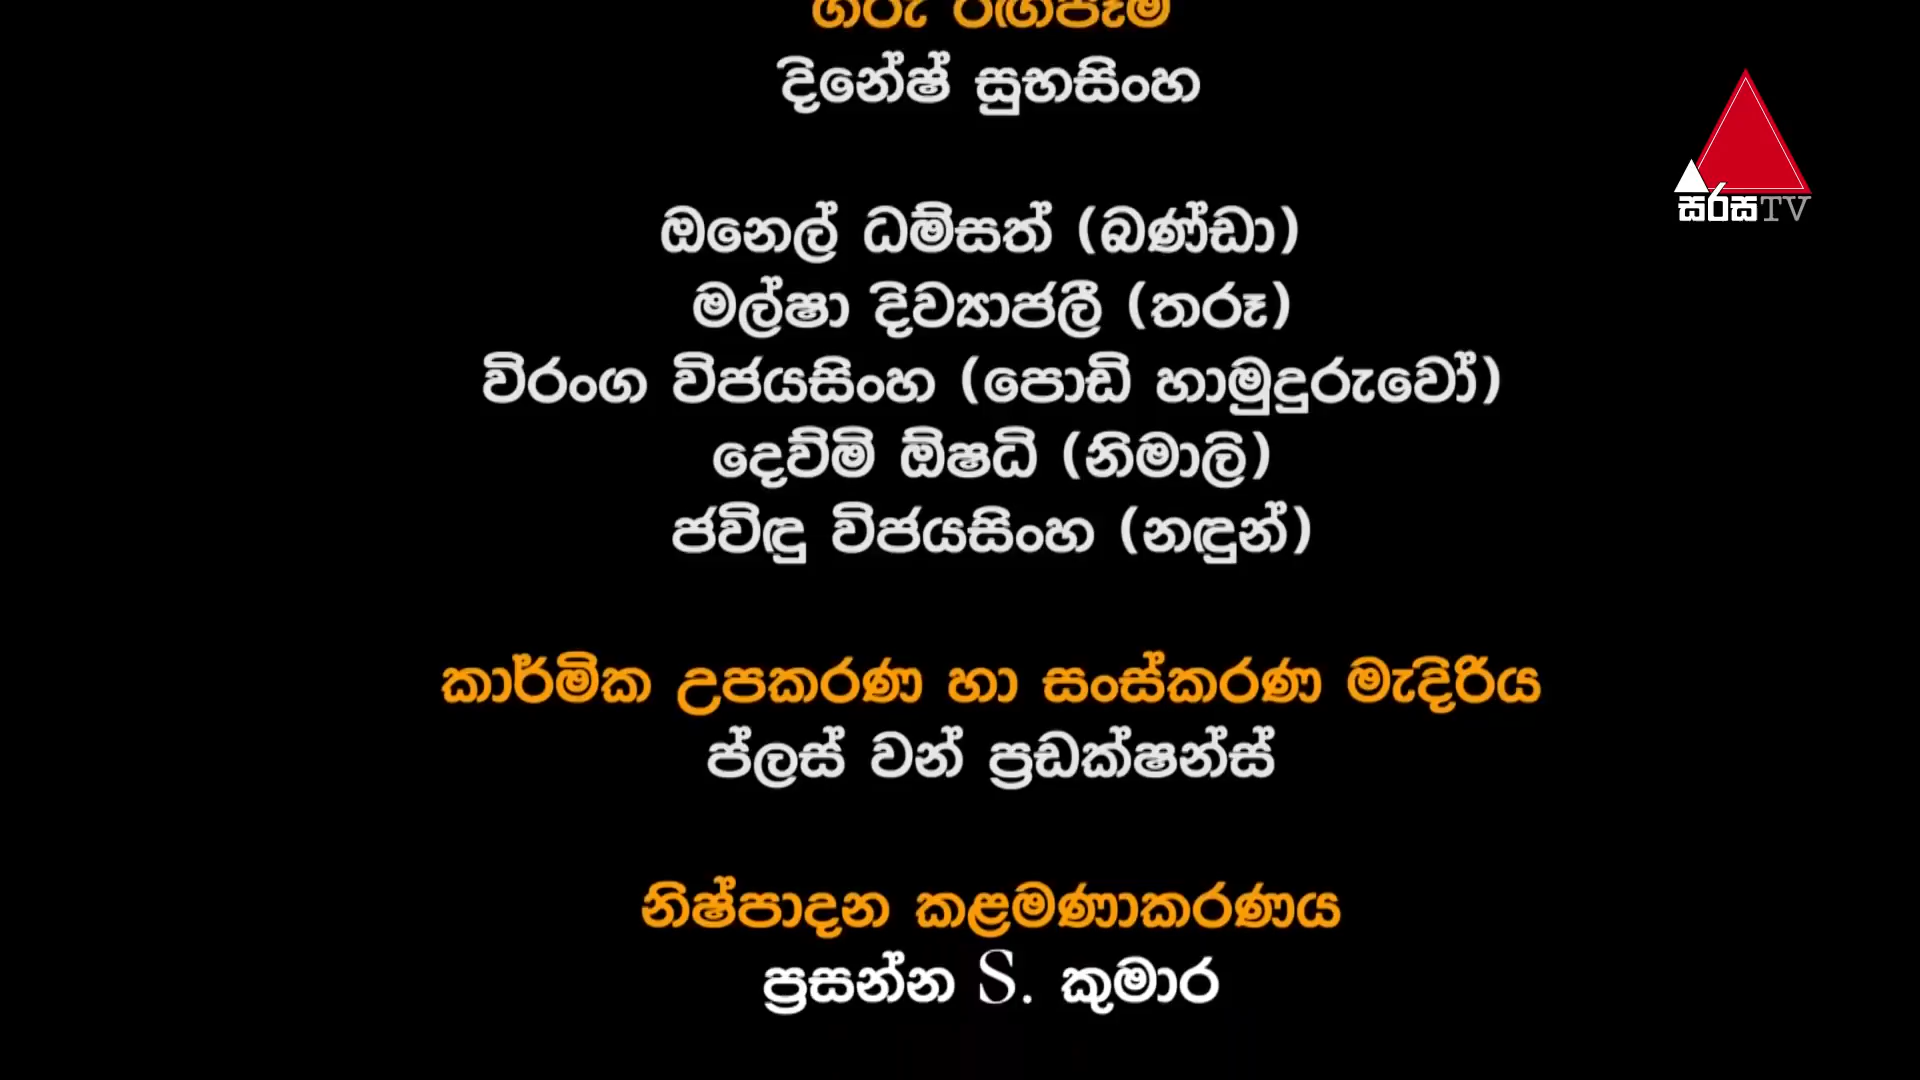 දිනේෂ් සුභසිංහ
සිරස TV
ඔනෙල් ධම්සත් (බණ්ඩා)
මල්ෂා දිව්‍යාජලී (තරූ)
විරංග විජයසිංහ (පොඩි හාමුදුරුවෝ)
දෙව්මි ඕෂධි (නිමාලි)
ජවිඳු විජයසිංහ (නඳුන්)
කාර්මික උපකරණ හා සංස්කරණ මැදිරිය
ප්ලස් වන් ප්‍රඩක්ෂන්ස්
නිෂ්පාදන කළමණාකරණය
ප්‍රසන්න S. කුමාර